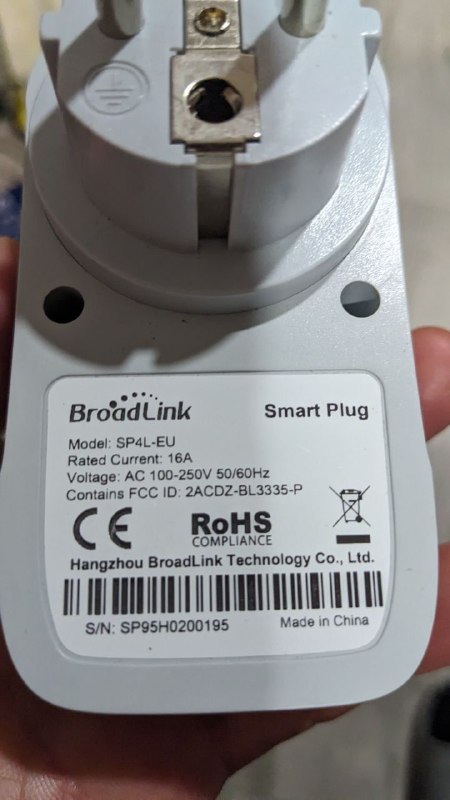 BroadLink
Smart Plug
Model: SP4L-EU
Rated Current: 16A
Voltage: AC 100-250V 50/60Hz
Contains FCC ID: 2ACDZ-BL3335-P
CE
RoHS
COMPLIANCE
Hangzhou BroadLink Technology Co., Ltd.
S/N: SP95H0200195
Made in China